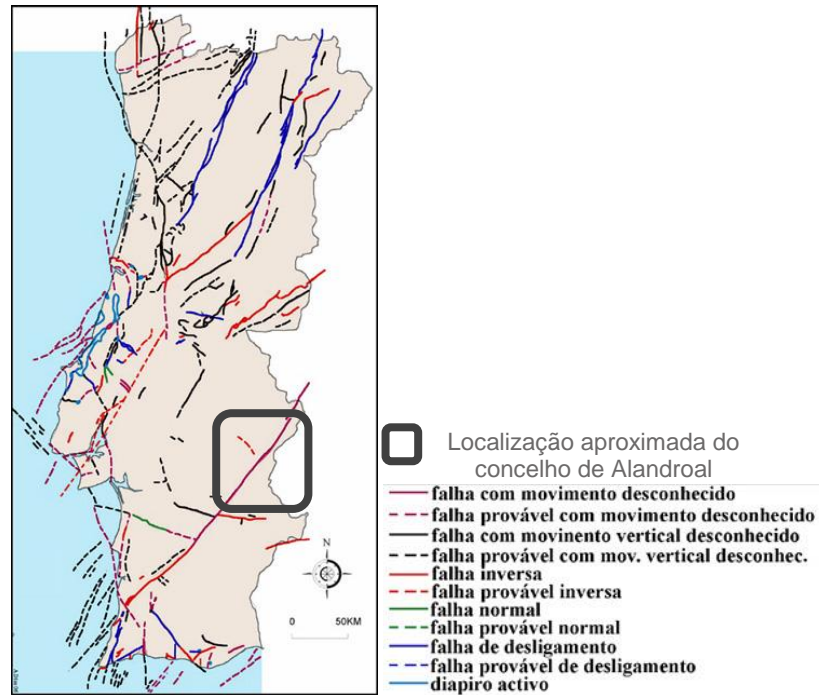 N
0 50KM
Localização aproximada do
concelho de Alandroal
falha com movimento desconhecido
falha provável com movimento desconhecido
falha com movinento vertical desconhecido
falha provável com mov. vertical desconhec.
falha inversa
falha provável inversa
falha normal
falha provável normal
falha de desligamento
falha provável de desligamento
diapiro activo